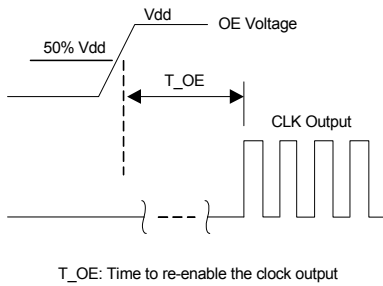 Vdd
OE Voltage
50% Vdd
T_OE
CLK Output
T_OE: Time to re-enable the clock output